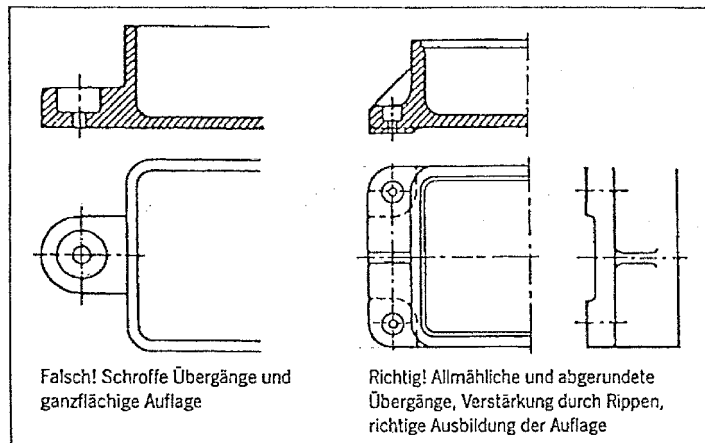 Falsch! Schroffe Übergänge und
ganzflächige Auflage
Richtig! Allmähliche und abgerundete
Übergänge, Verstärkung durch Rippen,
richtige Ausbildung der Auflage